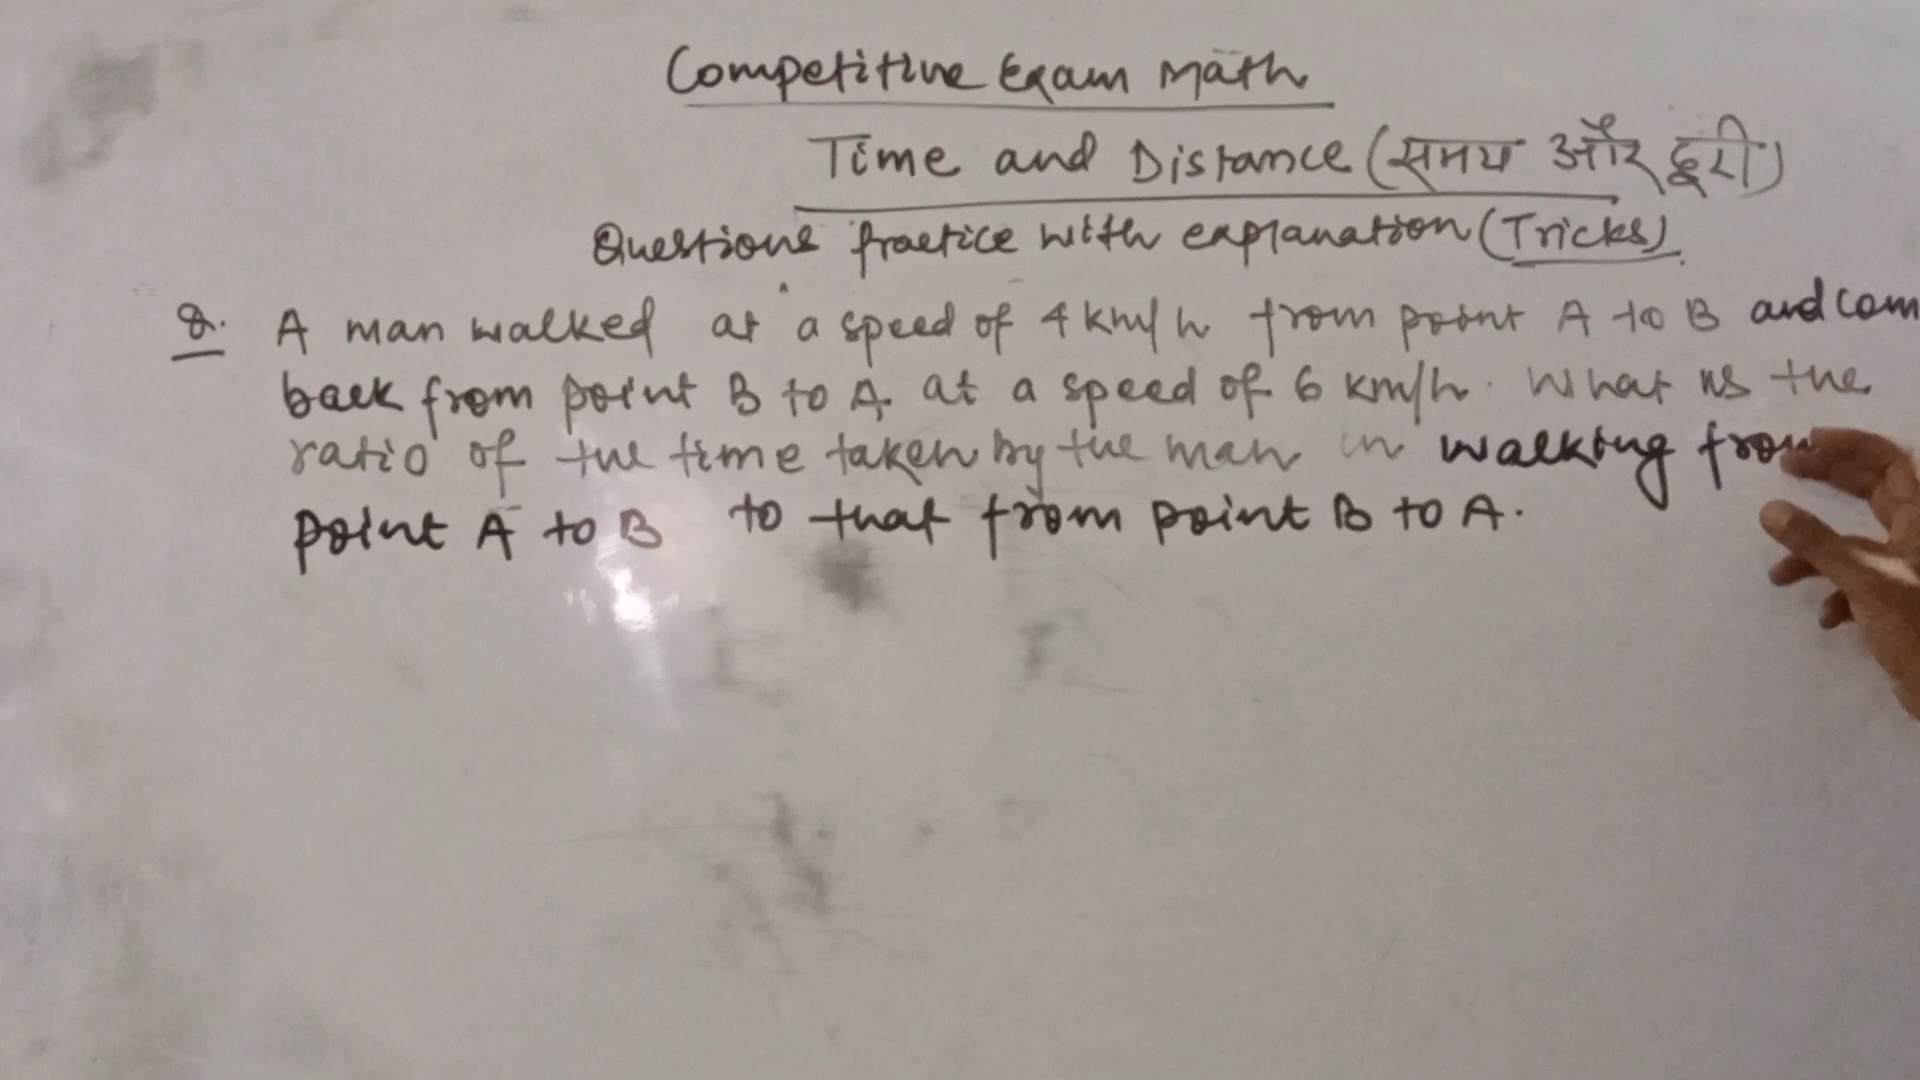 Competitive Exam Math
Time and Distance (समय और दूरी)
Questions Practice with explanation (Tricks).
Q. A man walked at a speed of 4 km/h from point A to B and com
back from point B to A at a speed of 6 km/h. What is the
ratio of the time taken by the man in walking from
point A to B to that from point B to A.